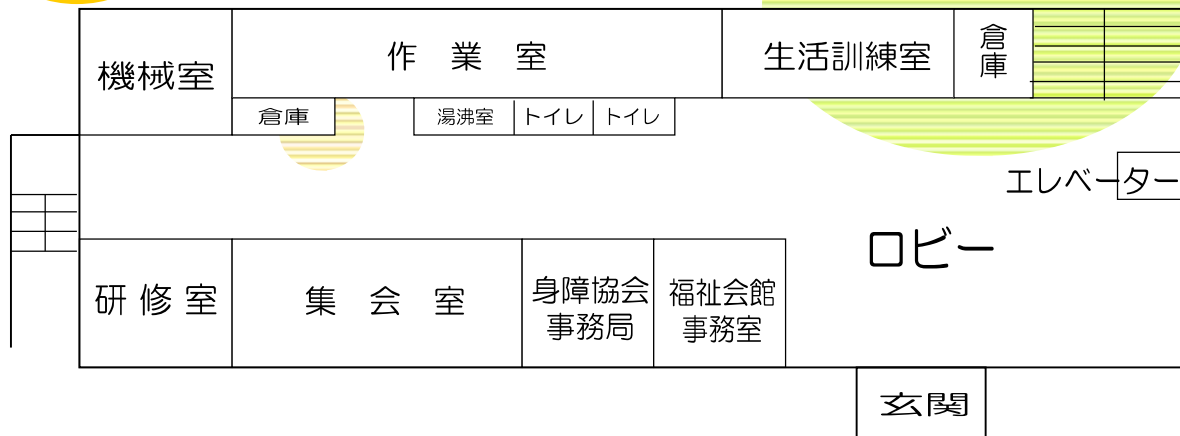 機械室
作業室
生活訓練室
倉庫
倉庫
湯沸室
トイレ
トイレ
エレベーター
ロビー
研修室
集会室
身障協会
事務局
福祉会館
事務室
玄関